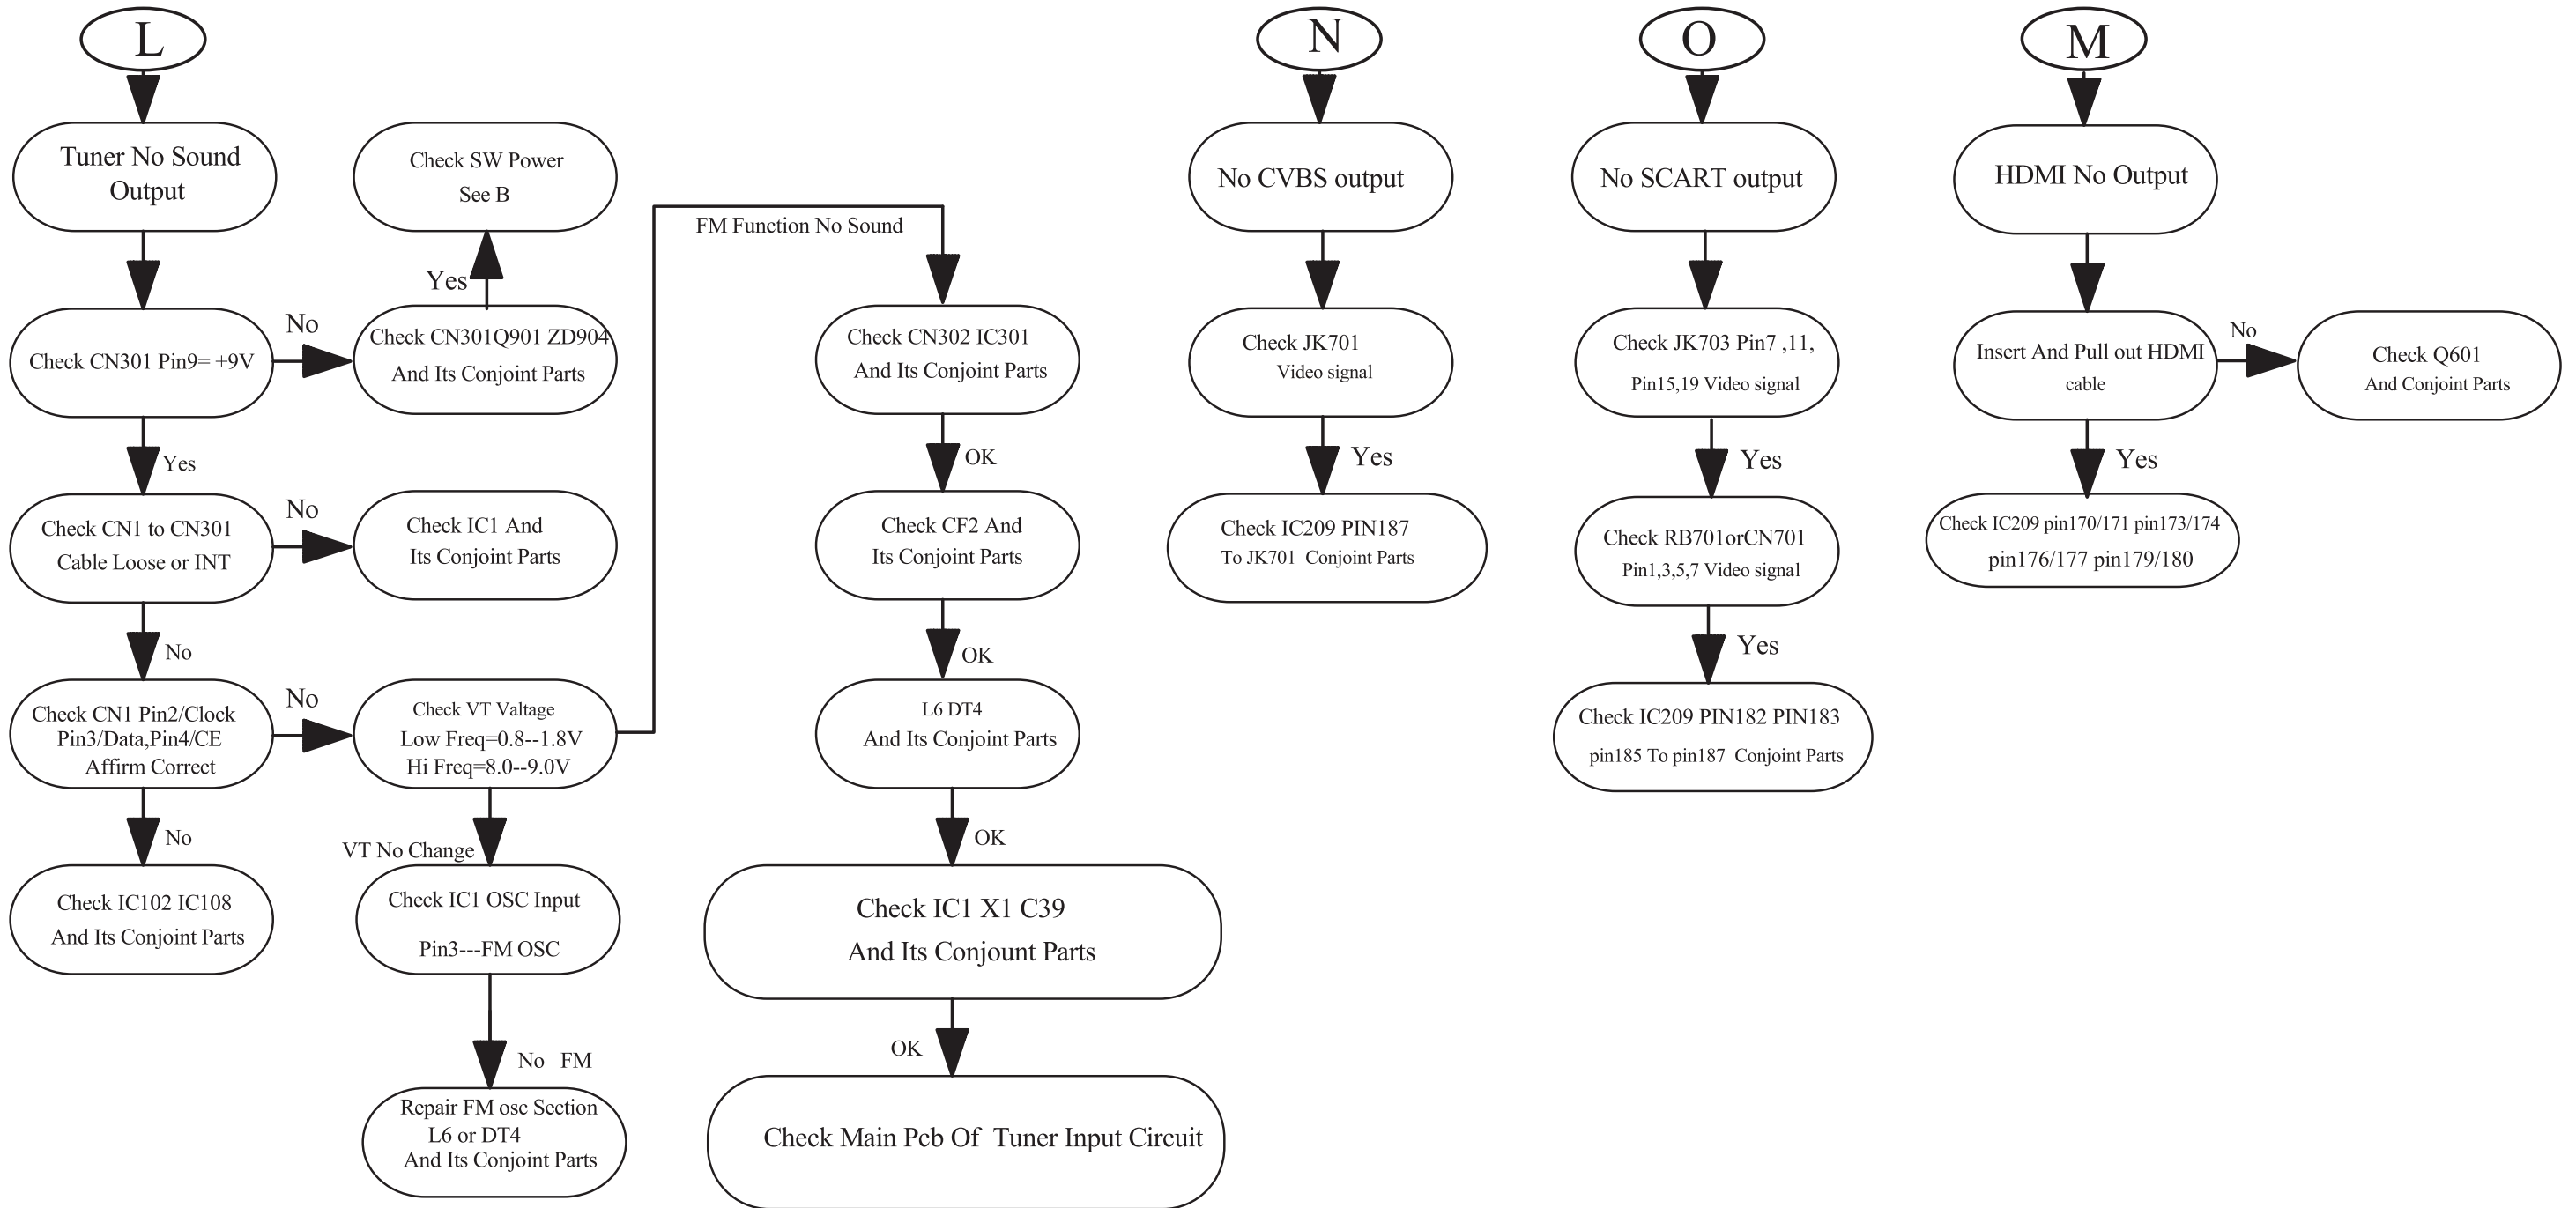 L
Tuner No Sound
Output
Check CN301 Pin9= +9V
No
Check CN301Q901 ZD904
And Its Conjoint Parts
Yes
Check SW Power
See B
Yes
Check CN1 to CN301
Cable Loose or INT
No
Check IC1 And
Its Conjoint Parts
No
Check CN1 Pin2/Clock
Pin3/Data,Pin4/CE
Affirm Correct
No
Check VT Valtage
Low Freq=0.8--1.8V
Hi Freq=8.0--9.0V
No
Check IC102 IC108
And Its Conjoint Parts
VT No Change
Check IC1 OSC Input
Pin3---FM OSC
No FM
Repair FM osc Section
L6 or DT4
And Its Conjoint Parts
FM Function No Sound
Check CN302 IC301
And Its Conjoint Parts
OK
Check CF2 And
Its Conjoint Parts
OK
L6 DT4
And Its Conjoint Parts
OK
Check IC1 X1 C39
And Its Conjount Parts
OK
Check Main Pcb Of Tuner Input Circuit
N
No CVBS output
Check JK701
Video signal
Yes
Check IC209 PIN187
To JK701 Conjoint Parts
O
No SCART output
Check JK703 Pin7 ,11,
Pin15,19 Video signal
Yes
Check RB701orCN701
Pin1,3,5,7 Video signal
Yes
Check IC209 PIN182 PIN183
pin185 To pin187 Conjoint Parts
M
HDMI No Output
Insert And Pull out HDMI
cable
No
Check Q601
And Conjoint Parts
Yes
Check IC209 pin170/171 pin173/174
pin176/177 pin179/180